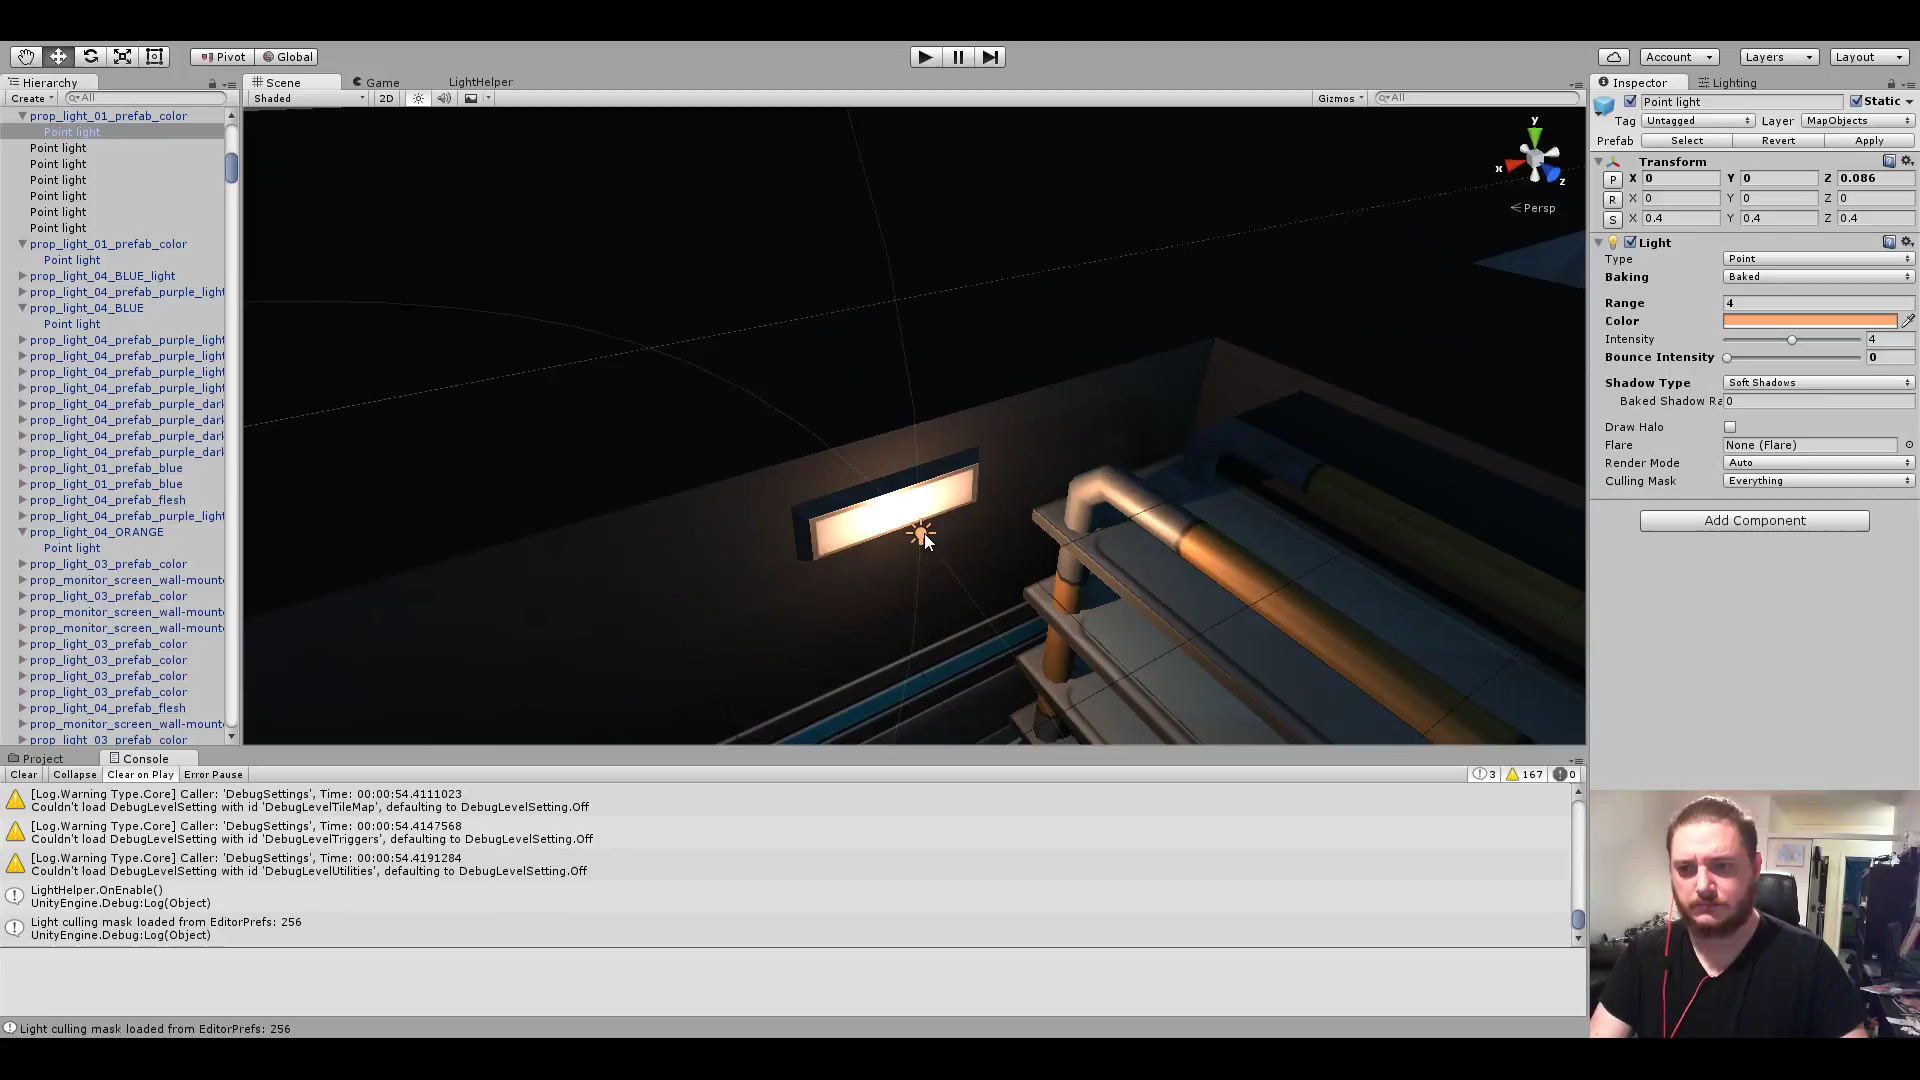 Pivot Global
Account Layers Layout
Hierarchy
Scene Game LightHelper
Inspector Lighting
Create All
Shaded 2D Gizmos All
Point light Static
Tag Untagged Layer MapObjects
Prefab Select Revert Apply
Transform
P X 0 Y 0 Z 0.086
R X 0 Y 0 Z 0
S X 0.4 Y 0.4 Z 0.4
Light
Type Point
Baking Baked
Range 4
Color
Intensity 4
Bounce Intensity 0
Shadow Type Soft Shadows
Baked Shadow Ra 0
Draw Halo
Flare None (Flare)
Render Mode Auto
Culling Mask Everything
Add Component
prop_light_01_prefab_color
Point light
Point light
Point light
Point light
Point light
Point light
Point light
prop_light_01_prefab_color
Point light
prop_light_04_BLUE_light
prop_light_04_prefab_purple_light
prop_light_04_BLUE
Point light
prop_light_04_prefab_purple_light
prop_light_04_prefab_purple_light
prop_light_04_prefab_purple_light
prop_light_04_prefab_purple_light
prop_light_04_prefab_purple_dark
prop_light_04_prefab_purple_dark
prop_light_04_prefab_purple_dark
prop_light_04_prefab_purple_dark
prop_light_01_prefab_blue
prop_light_01_prefab_blue
prop_light_04_prefab_flesh
prop_light_04_prefab_purple_light
prop_light_04_ORANGE
Point light
prop_light_03_prefab_color
prop_monitor_screen_wall-mounte
prop_light_03_prefab_color
prop_monitor_screen_wall-mounte
prop_monitor_screen_wall-mounte
prop_light_03_prefab_color
prop_light_03_prefab_color
prop_light_03_prefab_color
prop_light_03_prefab_color
prop_light_04_prefab_flesh
prop_monitor_screen_wall-mounte
prop_light_03_prefab_color
y
x
z
Persp
Project Console
Clear Collapse Clear on Play Error Pause 3 167 0
[Log.Warning Type.Core] Caller: 'DebugSettings', Time: 00:00:54.4111023
Couldn't load DebugLevelSetting with id 'DebugLevelTileMap', defaulting to DebugLevelSetting.Off
[Log.Warning Type.Core] Caller: 'DebugSettings', Time: 00:00:54.4147568
Couldn't load DebugLevelSetting with id 'DebugLevelTriggers', defaulting to DebugLevelSetting.Off
[Log.Warning Type.Core] Caller: 'DebugSettings', Time: 00:00:54.4191284
Couldn't load DebugLevelSetting with id 'DebugLevelUtilities', defaulting to DebugLevelSetting.Off
LightHelper.OnEnable()
UnityEngine.Debug:Log(Object)
Light culling mask loaded from EditorPrefs: 256
UnityEngine.Debug:Log(Object)
Light culling mask loaded from EditorPrefs: 256